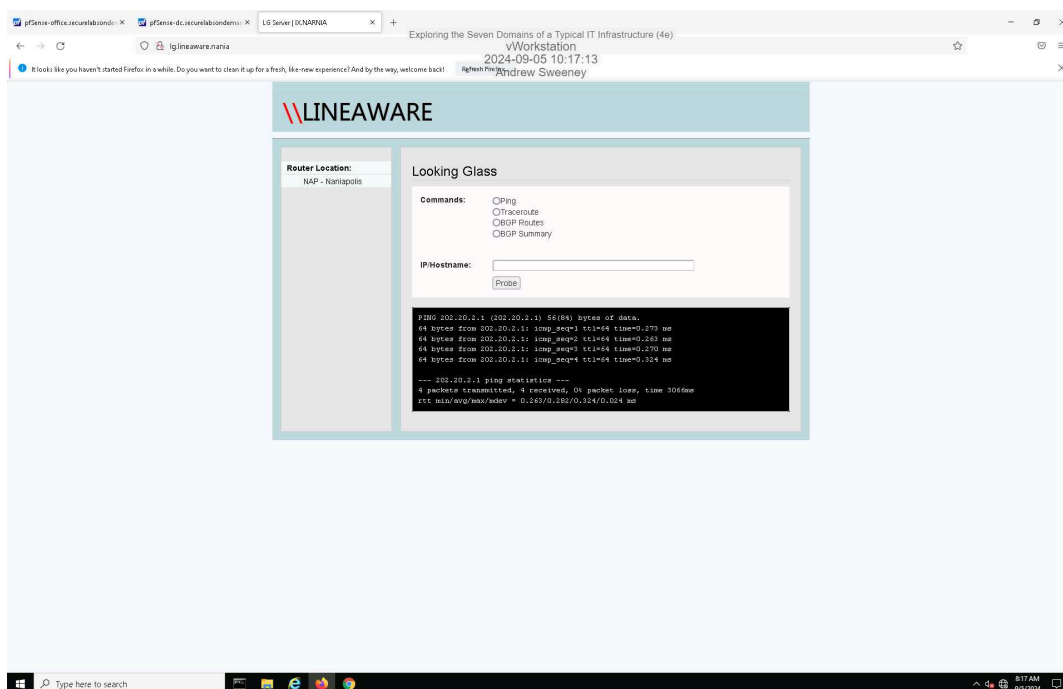 pfSense-office.securelabsondem
pfSense-dc.securelabsondem
LG Server | IX.NARNIA
Exploring the Seven Domains of a Typical IT Infrastructure (4e)
vWorkstation
2024-09-05 10:17:13
Andrew Sweeney
lg.lineaware.nania
It looks like you haven't started Firefox in a while. Do you want to clean it up for a fresh, like-new experience? And by the way, welcome back!
Refresh Firefox
\\LINEAWARE
Router Location:
NAP - Naniapolis
Looking Glass
Commands:
Ping
Traceroute
BGP Routes
BGP Summary
IP/Hostname:
Probe
PING 202.20.2.1 (202.20.2.1) 56(84) bytes of data.
64 bytes from 202.20.2.1: icmp_seq=1 ttl=64 time=0.273 ms
64 bytes from 202.20.2.1: icmp_seq=2 ttl=64 time=0.263 ms
64 bytes from 202.20.2.1: icmp_seq=3 ttl=64 time=0.270 ms
64 bytes from 202.20.2.1: icmp_seq=4 ttl=64 time=0.324 ms
--- 202.20.2.1 ping statistics ---
4 packets transmitted, 4 received, 0% packet loss, time 3066ms
rtt min/avg/max/mdev = 0.263/0.282/0.324/0.024 ms
Type here to search
8:17 AM
9/5/2024